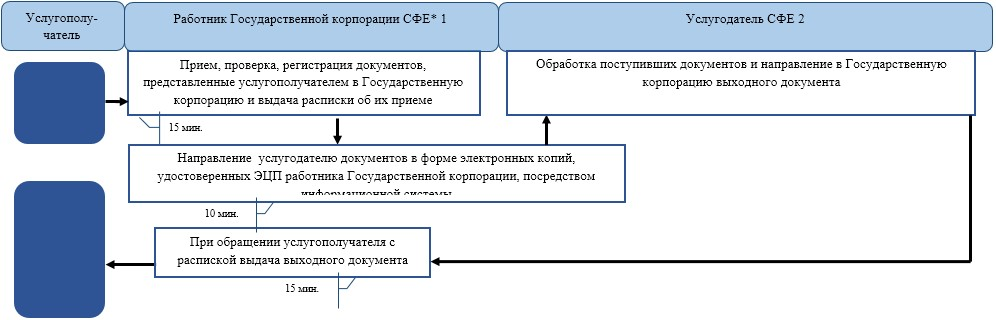 Услугополу-
чатель
Работник Государственной корпорации СФЕ* 1
Услугодатель СФЕ 2
Прием, проверка, регистрация документов,
представленные услугополучателем в Государственную
корпорацию и выдача расписки об их приеме
Обработка поступивших документов и направление в Государственную
корпорацию выходного документа
15 мин.
Направление услугодателю документов в форме электронных копий,
удостоверенных ЭЦП работника Государственной корпорации, посредством
информационной системы
10 мин.
При обращении услугополучателя с
распиской выдача выходного документа
15 мин.